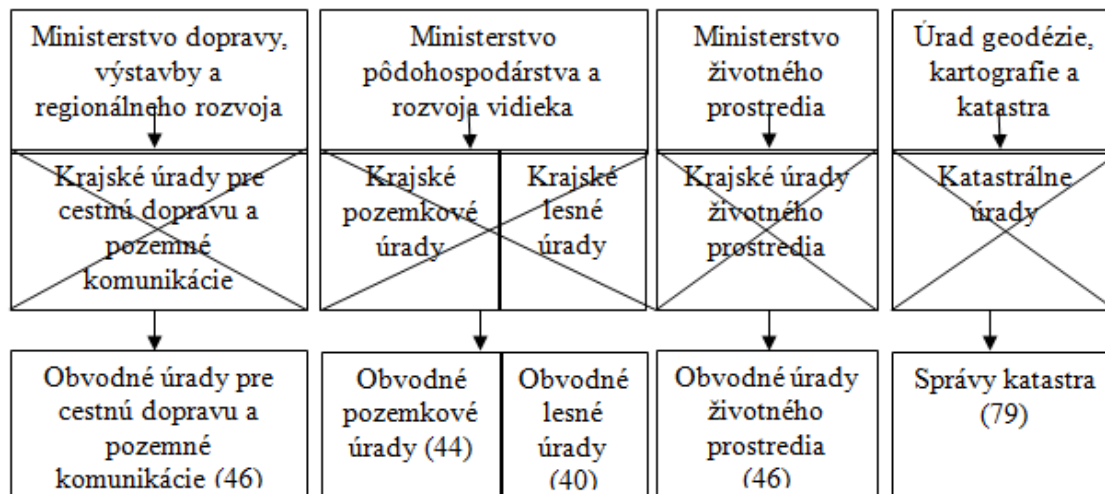 Ministerstvo dopravy,
výstavby a
regionálneho rozvoja
Ministerstvo
pôdohospodárstva a
rozvoja vidieka
Ministerstvo
životného
prostredia
Úrad geodézie,
kartografie a
katastra
Krajské úrady pre
cestnú dopravu a
pozemné
komunikácie
Krajské
pozemkové
úrady
Krajské
lesné
úrady
Krajské úrady
životného
prostredia
Katastrálne
úrady
Obvodné úrady pre
cestnú dopravu a
pozemné
komunikácie (46)
Obvodné
pozemkové
úrady (44)
Obvodné
lesné
úrady
(40)
Obvodné úrady
životného
prostredia
(46)
Správy katastra
(79)